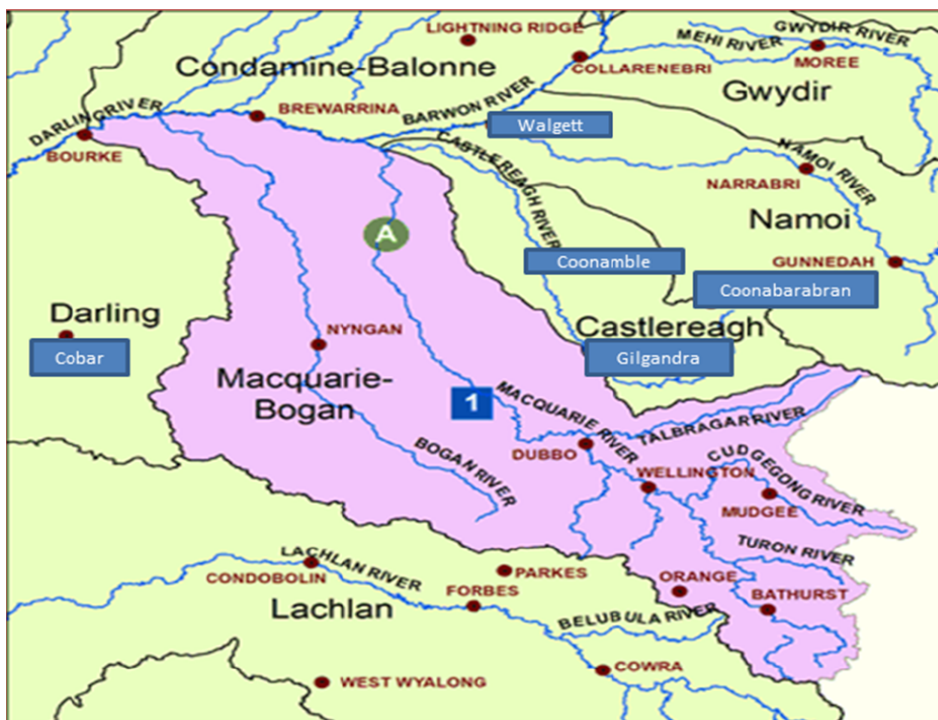 LIGHTNING RIDGE
GWYDIR RIVER
MEHI RIVER
MOREE
Condamine-Balonne
COLLARENEBRI
Gwydir
DARLINGRIVER
BREWARRINA
BARWON RIVER
Walgett
BOURKE
CASTLEREAGH RIVER
NAMOI RIVER
NARRABRI
Namoi
A
Coonamble
GUNNEDAH
Coonabarabran
Darling
Castlereagh
NYNGAN
Cobar
Gilgandra
Macquarie-
Bogan
1
MACQUARIE RIVER
TALBRAGAR RIVER
BOGAN RIVER
DUBBO
WELLINGTON
CUDGEGONG RIVER
MUDGEE
TURON RIVER
LACHLAN RIVER
CONDOBOLIN
PARKES
ORANGE
FORBES
BATHURST
Lachlan
BELUBULA RIVER
COWRA
WEST WYALONG